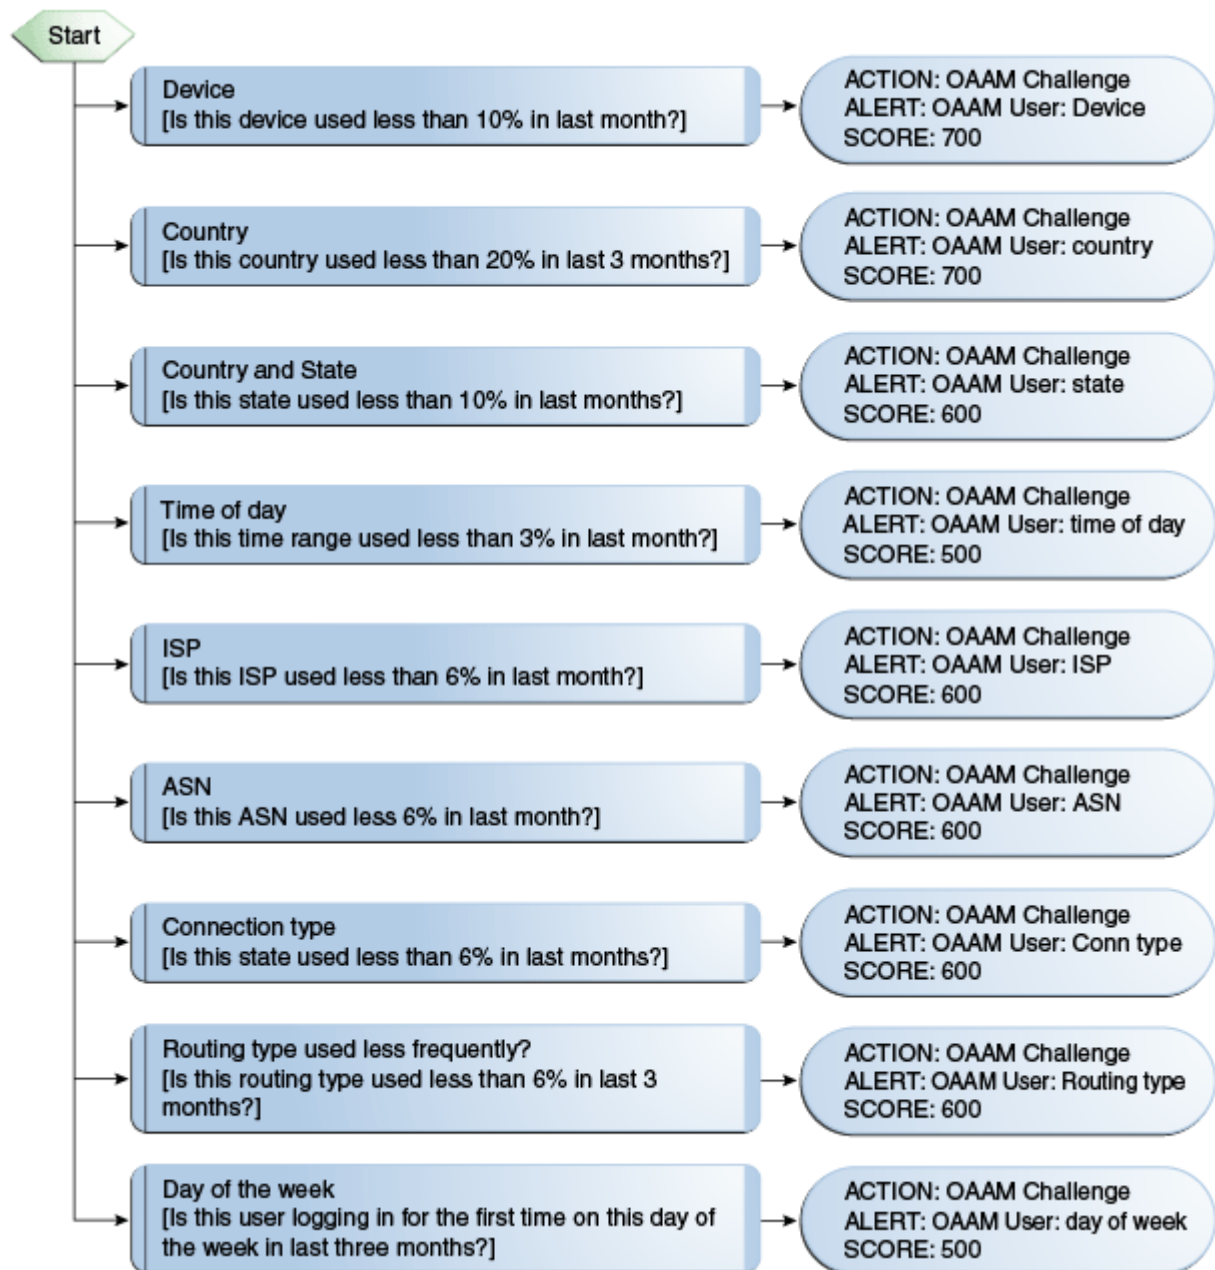 Start
Device
[Is this device used less than 10% in last month?]
ACTION: OAAM Challenge
ALERT: OAAM User: Device
SCORE: 700
Country
[Is this country used less than 20% in last 3 months?]
ACTION: OAAM Challenge
ALERT: OAAM User: country
SCORE: 700
Country and State
[Is this state used less than 10% in last months?]
ACTION: OAAM Challenge
ALERT: OAAM User: state
SCORE: 600
Time of day
[Is this time range used less than 3% in last month?]
ACTION: OAAM Challenge
ALERT: OAAM User: time of day
SCORE: 500
ISP
[Is this ISP used less than 6% in last month?]
ACTION: OAAM Challenge
ALERT: OAAM User: ISP
SCORE: 600
ASN
[Is this ASN used less 6% in last month?]
ACTION: OAAM Challenge
ALERT: OAAM User: ASN
SCORE: 600
Connection type
[Is this state used less than 6% in last months?]
ACTION: OAAM Challenge
ALERT: OAAM User: Conn type
SCORE: 600
Routing type used less frequently?
[Is this routing type used less than 6% in last 3
months?]
ACTION: OAAM Challenge
ALERT: OAAM User: Routing type
SCORE: 600
Day of the week
[Is this user logging in for the first time on this day of
the week in last three months?]
ACTION: OAAM Challenge
ALERT: OAAM User: day of week
SCORE: 500